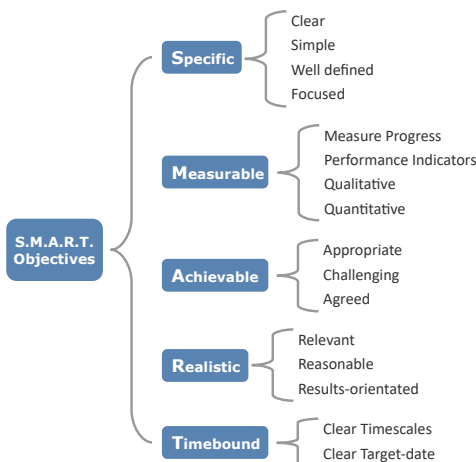 S.M.A.R.T.
Objectives
Specific
Clear
Simple
Well defined
Focused
Measurable
Measure Progress
Performance Indicators
Qualitative
Quantitative
Achievable
Appropriate
Challenging
Agreed
Realistic
Relevant
Reasonable
Results-orientated
Timebound
Clear Timescales
Clear Target-date